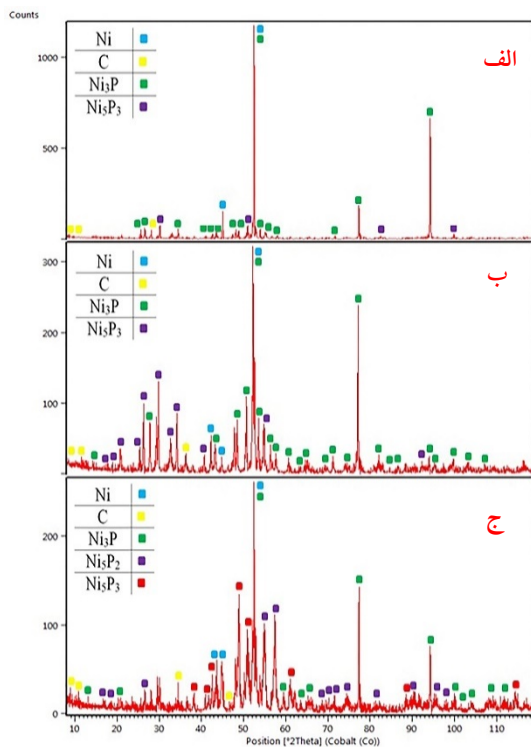 Counts
الف
Ni
C
Ni₃P
Ni₅P₃
1000
500
ب
Ni
C
Ni₃P
Ni₅P₃
300
200
100
0
ج
Ni
C
Ni₃P
Ni₅P₂
Ni₅P₃
200
100
0
10 20 30 40 50 60 70 80 90 100 110
Position [°2Theta] (Cobalt (Co))